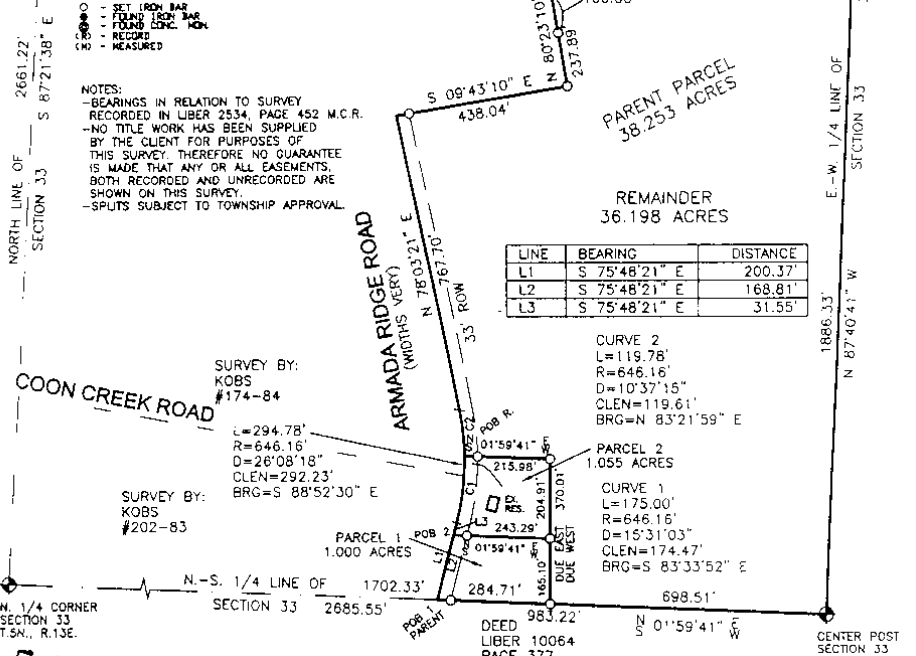 ○ - SET IRON BAR
- FOUND IRON BAR
- FOUND CONC. MON.
(R) - RECORD
(M) - MEASURED
NOTES:
-BEARINGS IN RELATION TO SURVEY
RECORDED IN LIBER 2534, PAGE 452 M.C.R.
-NO TITLE WORK HAS BEEN SUPPLIED
BY THE CLIENT FOR PURPOSES OF
THIS SURVEY. THEREFORE NO GUARANTEE
IS MADE THAT ANY OR ALL EASEMENTS,
BOTH RECORDED AND UNRECORDED ARE
SHOWN ON THIS SURVEY.
-SPLITS SUBJECT TO TOWNSHIP APPROVAL.
2661.22'
S 87°21'38" E
NORTH LINE OF
SECTION 33
N 80°23'10"
237.89
S 09°43'10" E
438.04'
PARENT PARCEL
38.253 ACRES
E.-W. 1/4 LINE OF
SECTION 33
REMAINDER
36.198 ACRES
LINE BEARING DISTANCE
L1 S 75°48'21" E 200.37'
L2 S 75°48'21" E 168.81'
L3 S 75°48'21" E 31.55'
1886.33'
N 87°40'41" W
ARMADA RIDGE ROAD
(WIDTHS VERY)
N 78°03'21" E
767.70'
33' ROW
CURVE 2
L=119.78'
R=646.16'
D=10°37'15"
CLEN=119.61'
BRG=N 83°21'59" E
SURVEY BY:
KOBS
#174-84
COON CREEK ROAD
L=294.78'
R=646.16'
D=26°08'18"
CLEN=292.23'
BRG=S 88°52'30" E
SURVEY BY:
KOBS
#202-83
C2
POB R.
N
S 01°59'41" E
W
213.98'
PARCEL 2
1.055 ACRES
C1
EX.
RES.
204.91'
370.01'
CURVE 1
L=175.00'
R=646.16'
D=15°31'03"
CLEN=174.47'
BRG=S 83°33'52" E
PARCEL 1
1.000 ACRES
POB 2
L3
243.29'
N
S 01°59'41" E
W
L1
L2
165.10'
DUE EAST
DUE WEST
N.-S. 1/4 LINE OF
SECTION 33
1702.33'
2685.55'
284.71'
983.22'
698.51'
N
S 01°59'41" E
W
POB 1
PARENT
N. 1/4 CORNER
SECTION 33
T.5N., R.13E.
DEED
LIBER 10064
PAGE 377
CENTER POST
SECTION 33